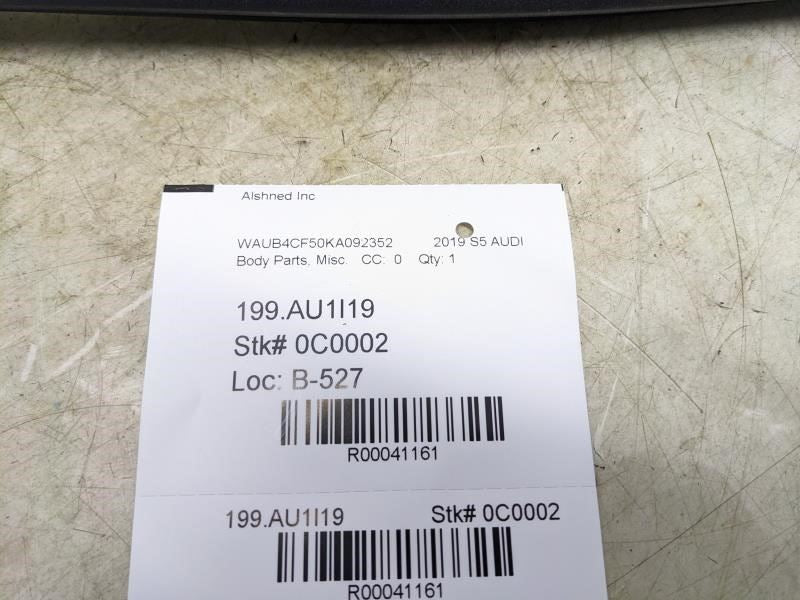 Alshned Inc
WAUB4CF50KA092352 2019 S5 AUDI
Body Parts, Misc. CC: 0 Qty: 1
199.AU1I19
Stk# 0C0002
Loc: B-527
R00041161
199.AU1I19 Stk# 0C0002
R00041161